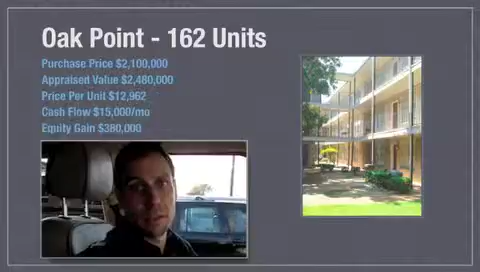 Oak Point - 162 Units
Purchase Price $2,100,000
Appraised Value $2,480,000
Price Per Unit $12,962
Cash Flow $15,000/mo
Equity Gain $380,000